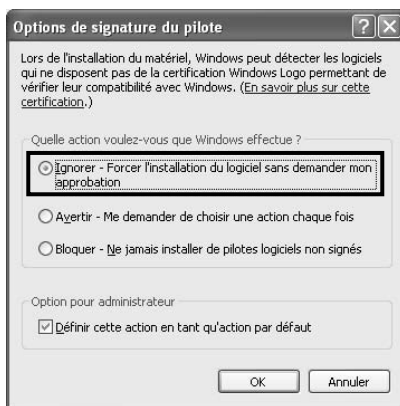 Options de signature du pilote
Lors de l'installation du matériel, Windows peut détecter les logiciels
qui ne disposent pas de la certification Windows Logo permettant de
vérifier leur compatibilité avec Windows. (En savoir plus sur cette
certification.)
Quelle action voulez-vous que Windows effectue ?
Ignorer - Forcer l'installation du logiciel sans demander mon
approbation
Avertir - Me demander de choisir une action chaque fois
Bloquer - Ne jamais installer de pilotes logiciels non signés
Option pour administrateur
Définir cette action en tant qu'action par défaut
OK
Annuler